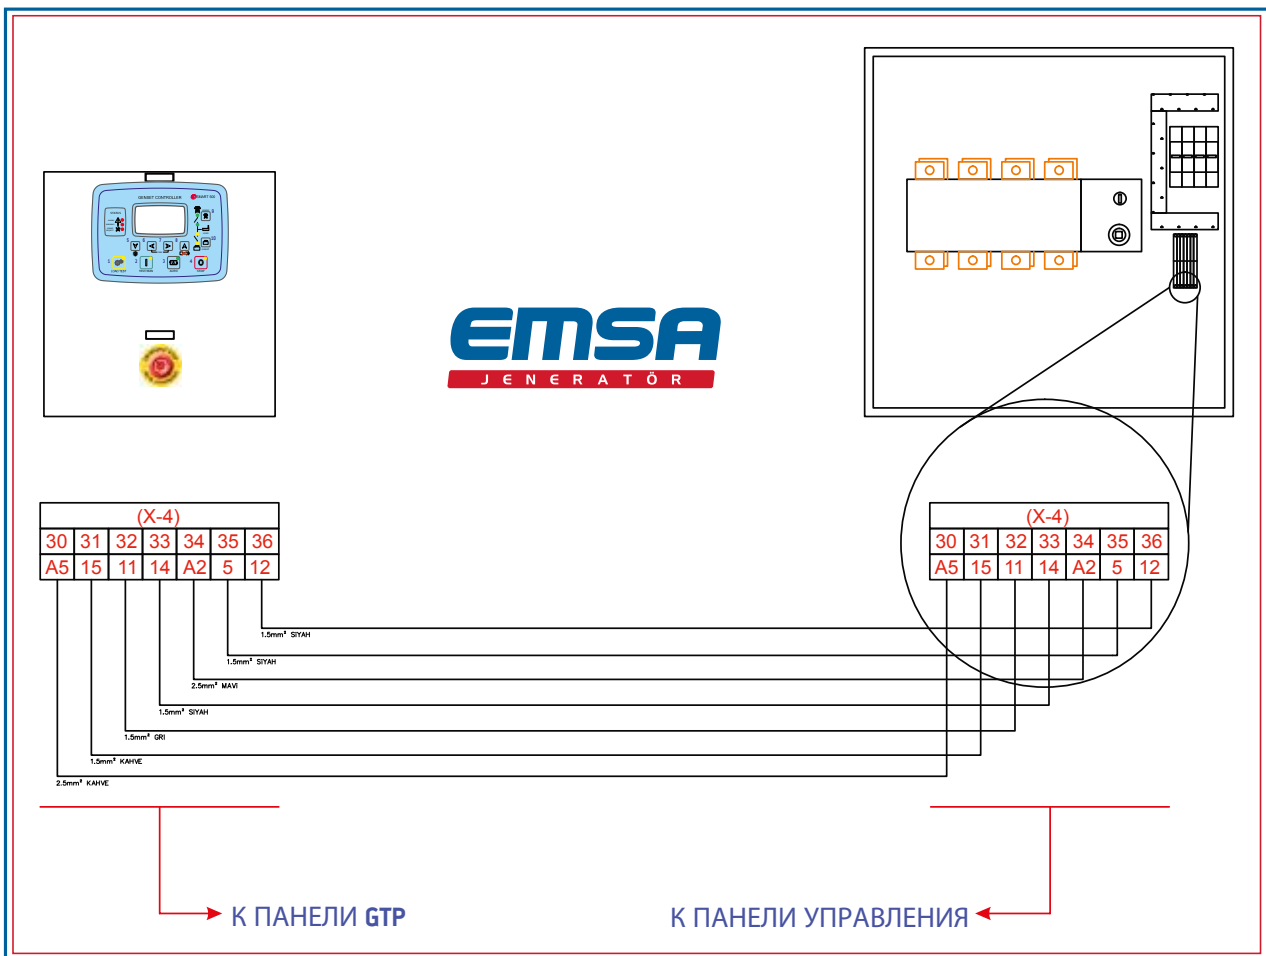 GENSET CONTROLLER
EMSA
JENERATÖR
(X-4)
30 31 32 33 34 35 36
A5 15 11 14 A2 5 12
(X-4)
30 31 32 33 34 35 36
A5 15 11 14 A2 5 12
1.5mm² SIYAH
1.5mm² SIYAH
2.5mm² MAVI
1.5mm² SIYAH
1.5mm² GRI
1.5mm² KAHVE
2.5mm² KAHVE
К ПАНЕЛИ GTP
К ПАНЕЛИ УПРАВЛЕНИЯ